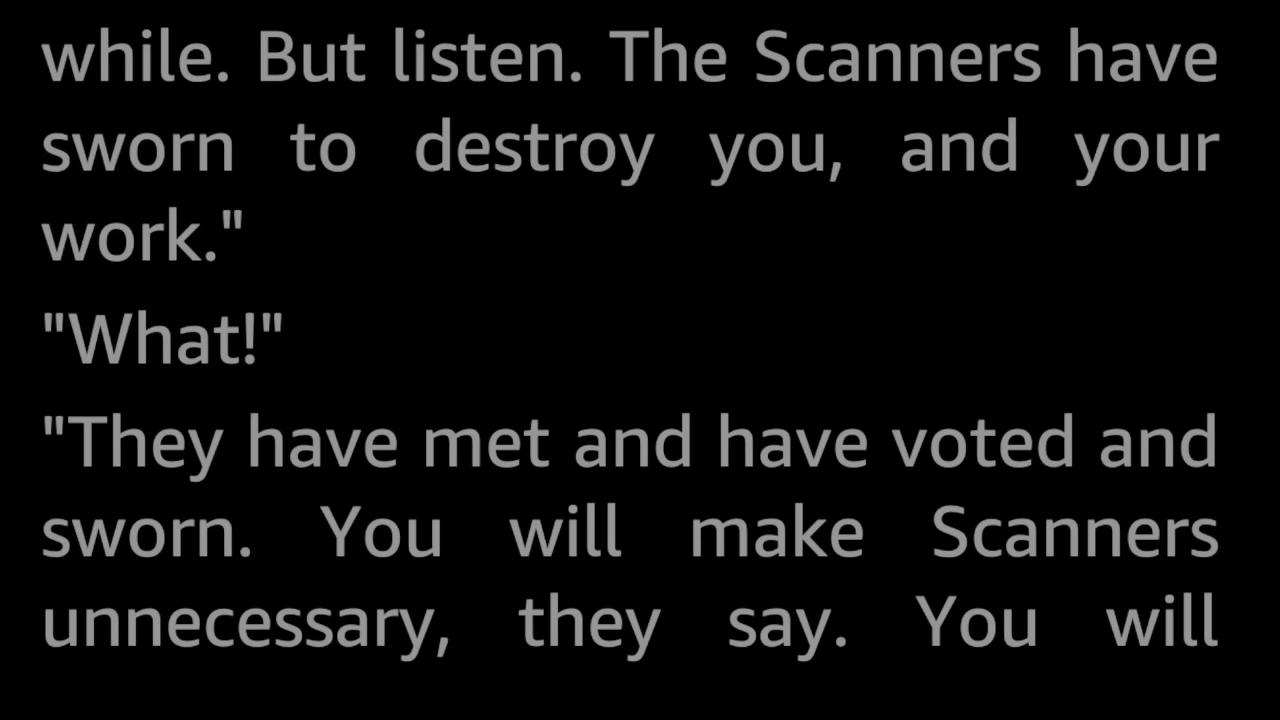 while. But listen. The Scanners have
sworn to destroy you, and your
work."
"What!"
"They have met and have voted and
sworn. You will make Scanners
unnecessary, they say. You will